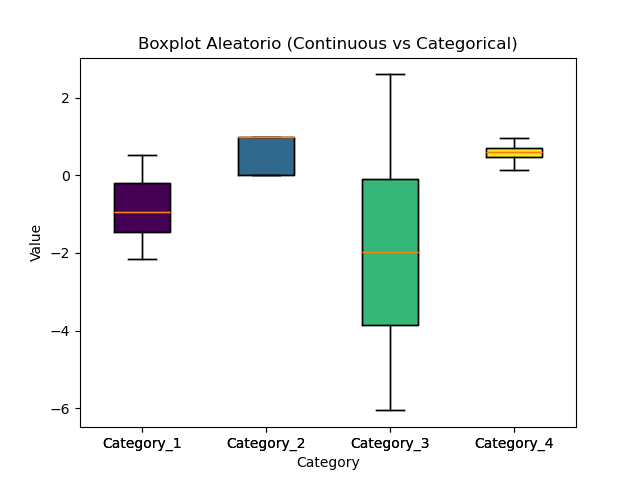 Boxplot Aleatorio (Continuous vs Categorical)
Value
2
0
−2
−4
−6
Category_1 Category_2 Category_3 Category_4
Category